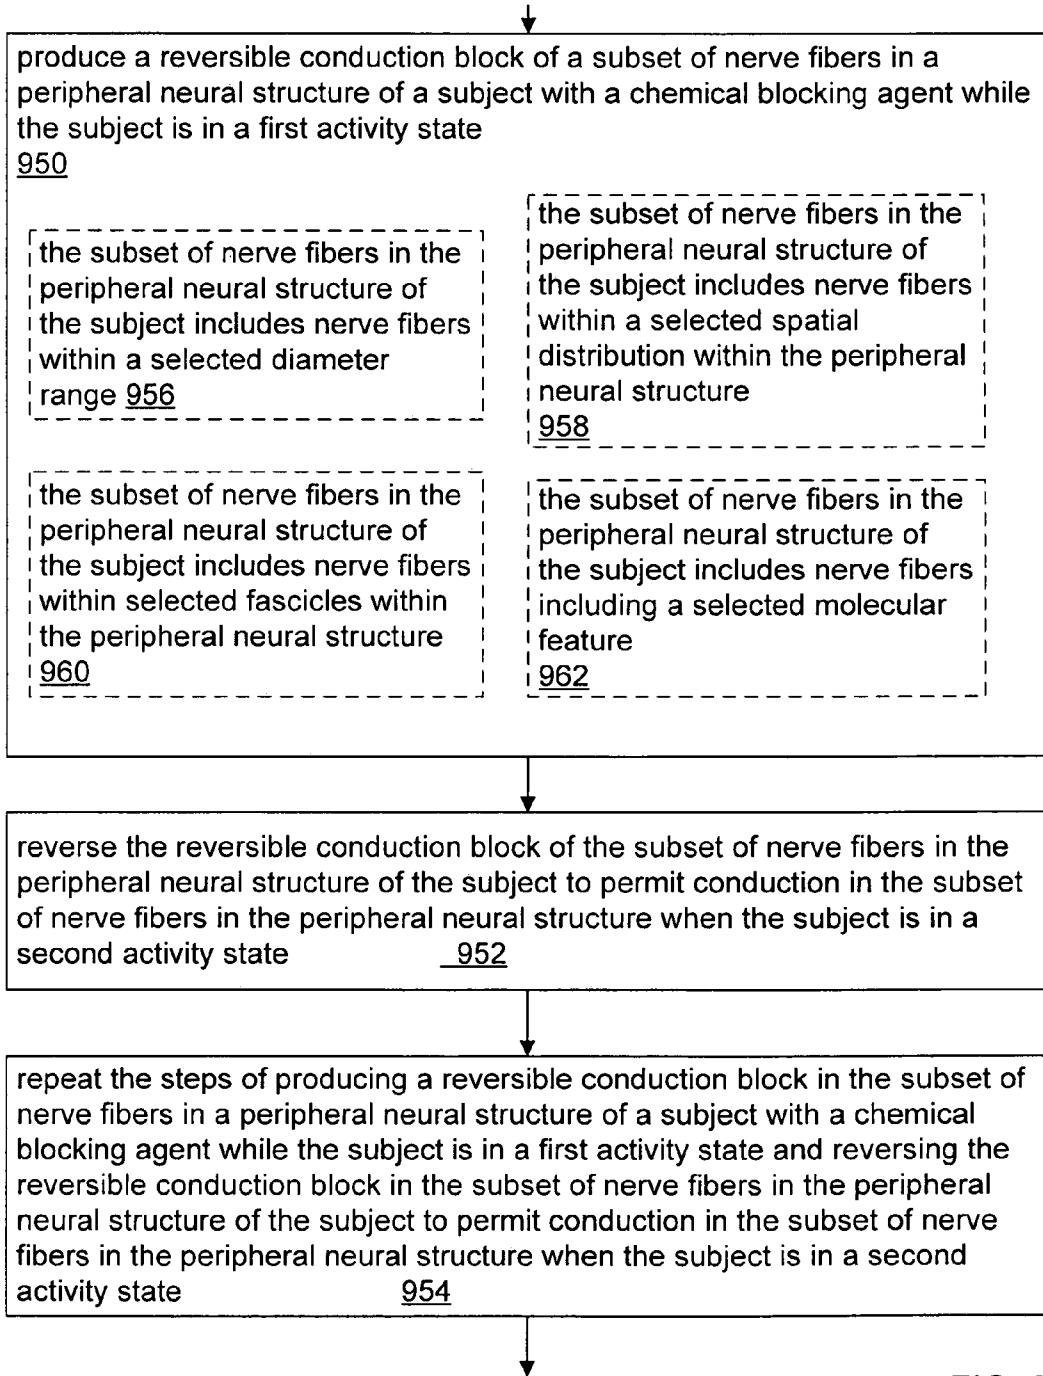 produce a reversible conduction block of a subset of nerve fibers in a
peripheral neural structure of a subject with a chemical blocking agent while
the subject is in a first activity state
950
the subset of nerve fibers in the
peripheral neural structure of
the subject includes nerve fibers
within a selected diameter
range 956
the subset of nerve fibers in the
peripheral neural structure of
the subject includes nerve fibers
within a selected spatial
distribution within the peripheral
neural structure
958
the subset of nerve fibers in the
peripheral neural structure of
the subject includes nerve fibers
within selected fascicles within
the peripheral neural structure
960
the subset of nerve fibers in the
peripheral neural structure of
the subject includes nerve fibers
including a selected molecular
feature
962
reverse the reversible conduction block of the subset of nerve fibers in the
peripheral neural structure of the subject to permit conduction in the subset
of nerve fibers in the peripheral neural structure when the subject is in a
second activity state 952
repeat the steps of producing a reversible conduction block in the subset of
nerve fibers in a peripheral neural structure of a subject with a chemical
blocking agent while the subject is in a first activity state and reversing the
reversible conduction block in the subset of nerve fibers in the peripheral
neural structure of the subject to permit conduction in the subset of nerve
fibers in the peripheral neural structure when the subject is in a second
activity state 954